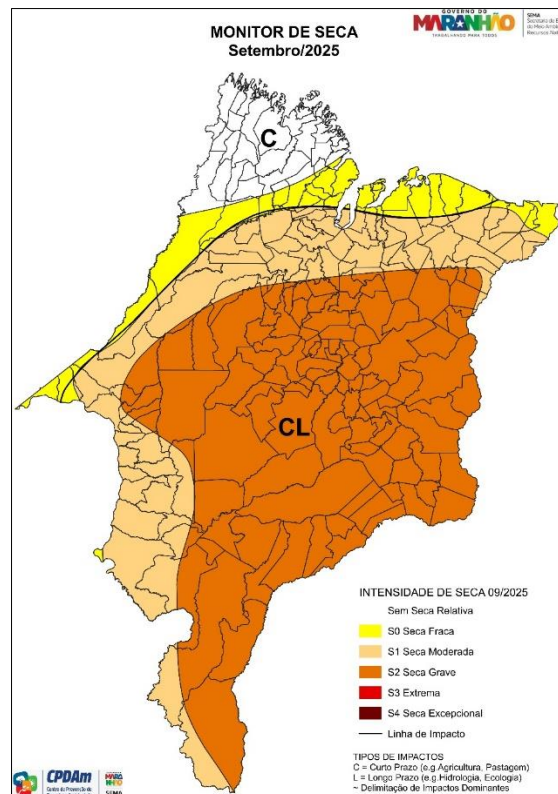 GOVERNO DO
MARANHÃO
TRABALHANDO PARA TODOS
SEMA
MONITOR DE SECA
Setembro/2025
C
CL
INTENSIDADE DE SECA 09/2025
Sem Seca Relativa
S0 Seca Fraca
S1 Seca Moderada
S2 Seca Grave
S3 Extrema
S4 Seca Excepcional
Linha de Impacto
TIPOS DE IMPACTOS
C = Curto Prazo (e.g.Agricultura, Pastagem)
L = Longo Prazo (e.g.Hidrologia, Ecologia)
~ Delimitação de Impactos Dominantes
CPDAm
SEMA